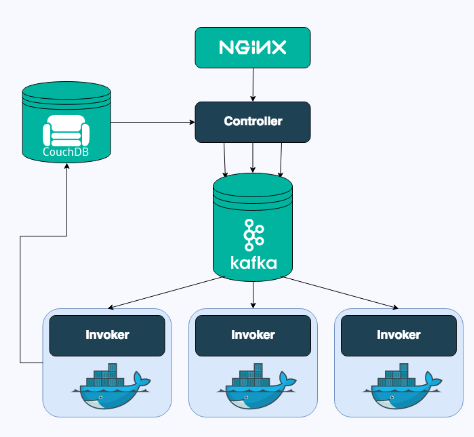 NGINX
Controller
CouchDB
kafka
Invoker
Invoker
Invoker